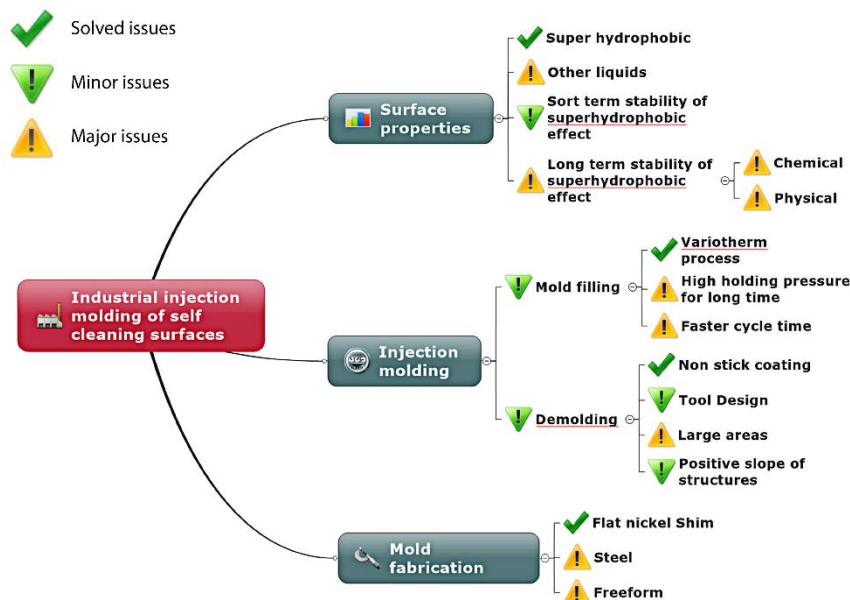 Solved issues
Minor issues
Major issues
Industrial injection
molding of self
cleaning surfaces
Surface
properties
Super hydrophobic
Other liquids
Sort term stability of
superhydrophobic
effect
Long term stability of
superhydrophobic
effect
Chemical
Physical
Injection
molding
Mold filling
Variotherm
process
High holding pressure
for long time
Faster cycle time
Demolding
Non stick coating
Tool Design
Large areas
Positive slope of
structures
Mold
fabrication
Flat nickel Shim
Steel
Freeform